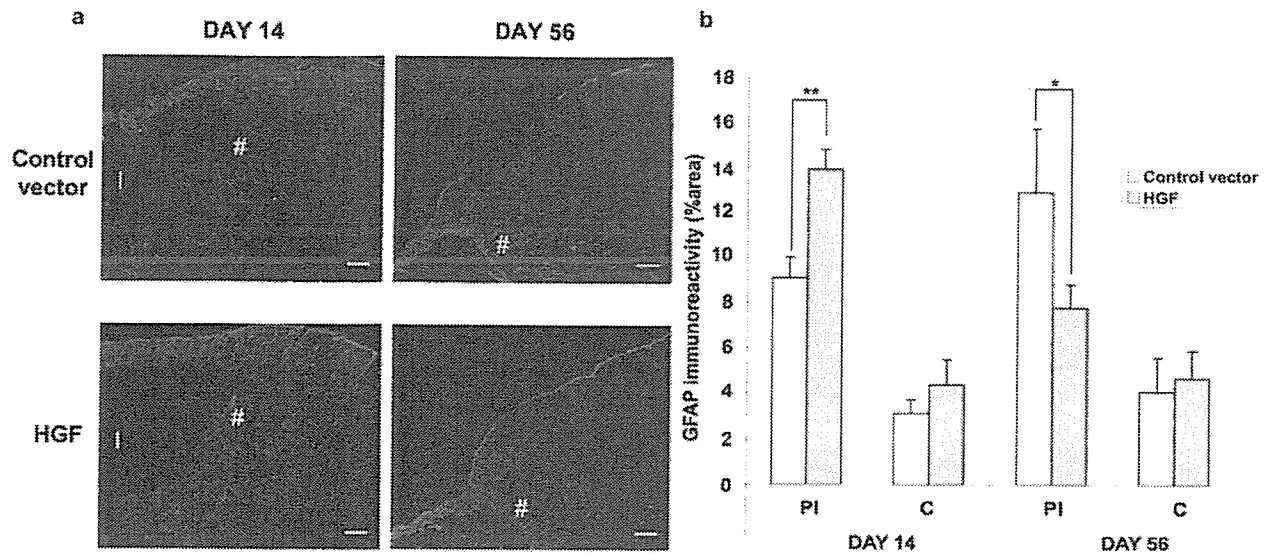 a
DAY 14
DAY 56
Control
vector
I
#
#
HGF
I
#
#
b
GFAP immunoreactivity (%area)
18
16
14
12
10
8
6
4
2
0
**
*
Control vector
HGF
PI
C
PI
C
DAY 14
DAY 56